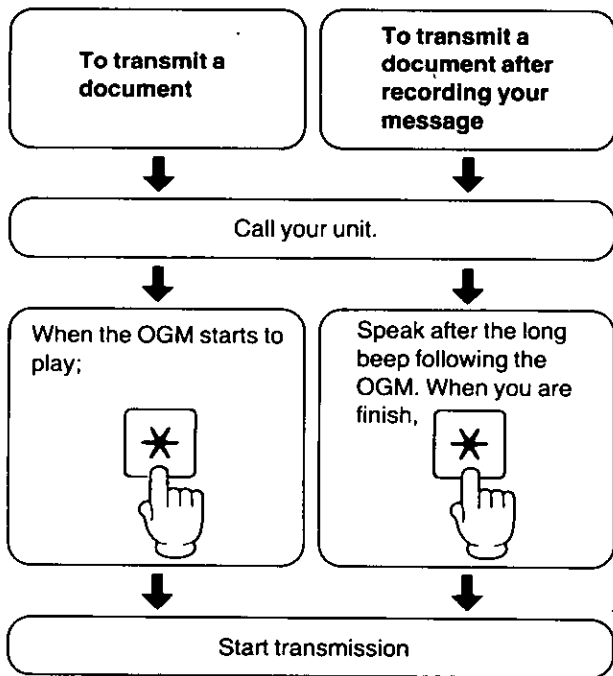 To transmit a
document
To transmit a
document after
recording your
message
Call your unit.
When the OGM starts to
play;
Speak after the long
beep following the
OGM. When you are
finish,
Start transmission